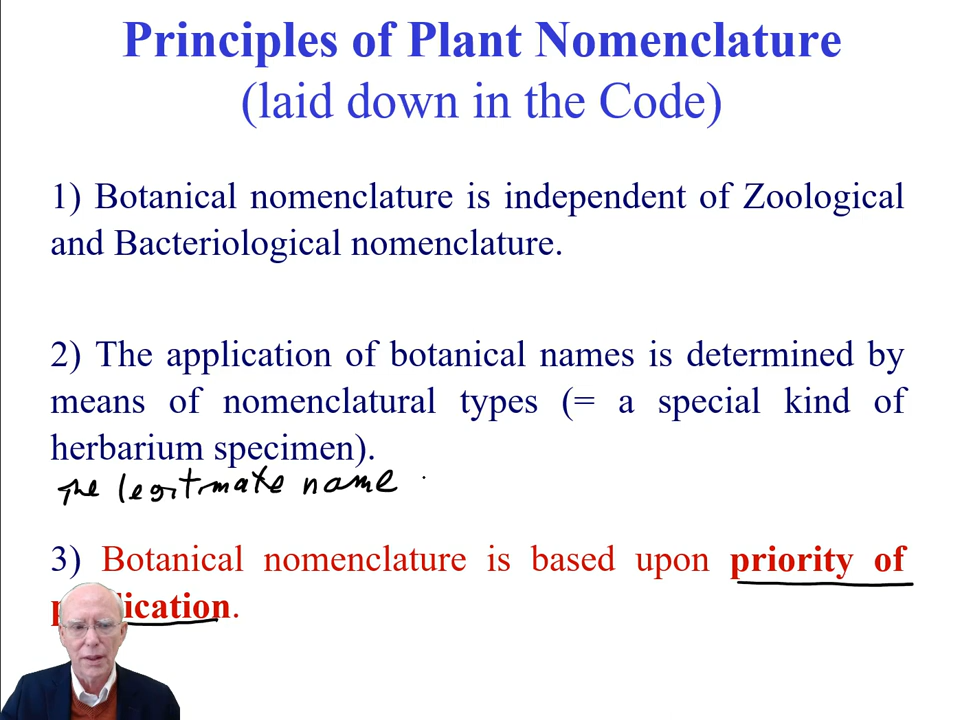 Principles of Plant Nomenclature
(laid down in the Code)
1) Botanical nomenclature is independent of Zoological
and Bacteriological nomenclature.
2) The application of botanical names is determined by
means of nomenclatural types (= a special kind of
herbarium specimen).
The legitimate name
3) Botanical nomenclature is based upon priority of
publication.